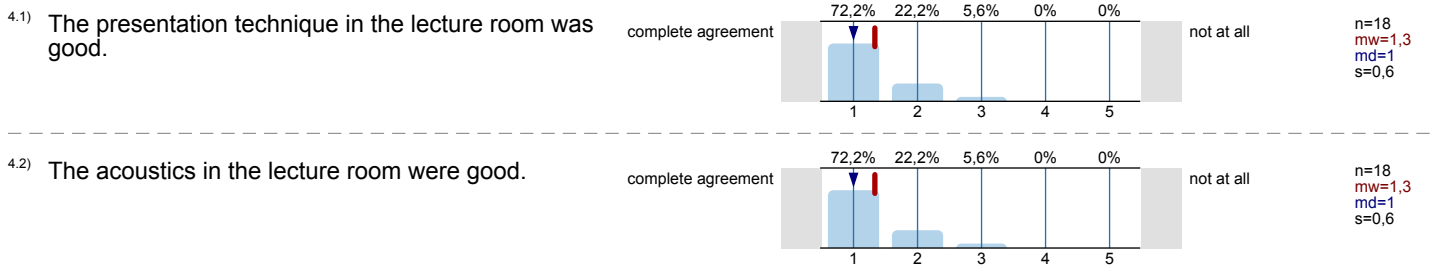 4.1) The presentation technique in the lecture room was
good.
complete agreement
72,2% 22,2% 5,6% 0% 0%
1 2 3 4 5
not at all
n=18
mw=1,3
md=1
s=0,6
4.2) The acoustics in the lecture room were good.
complete agreement
72,2% 22,2% 5,6% 0% 0%
1 2 3 4 5
not at all
n=18
mw=1,3
md=1
s=0,6